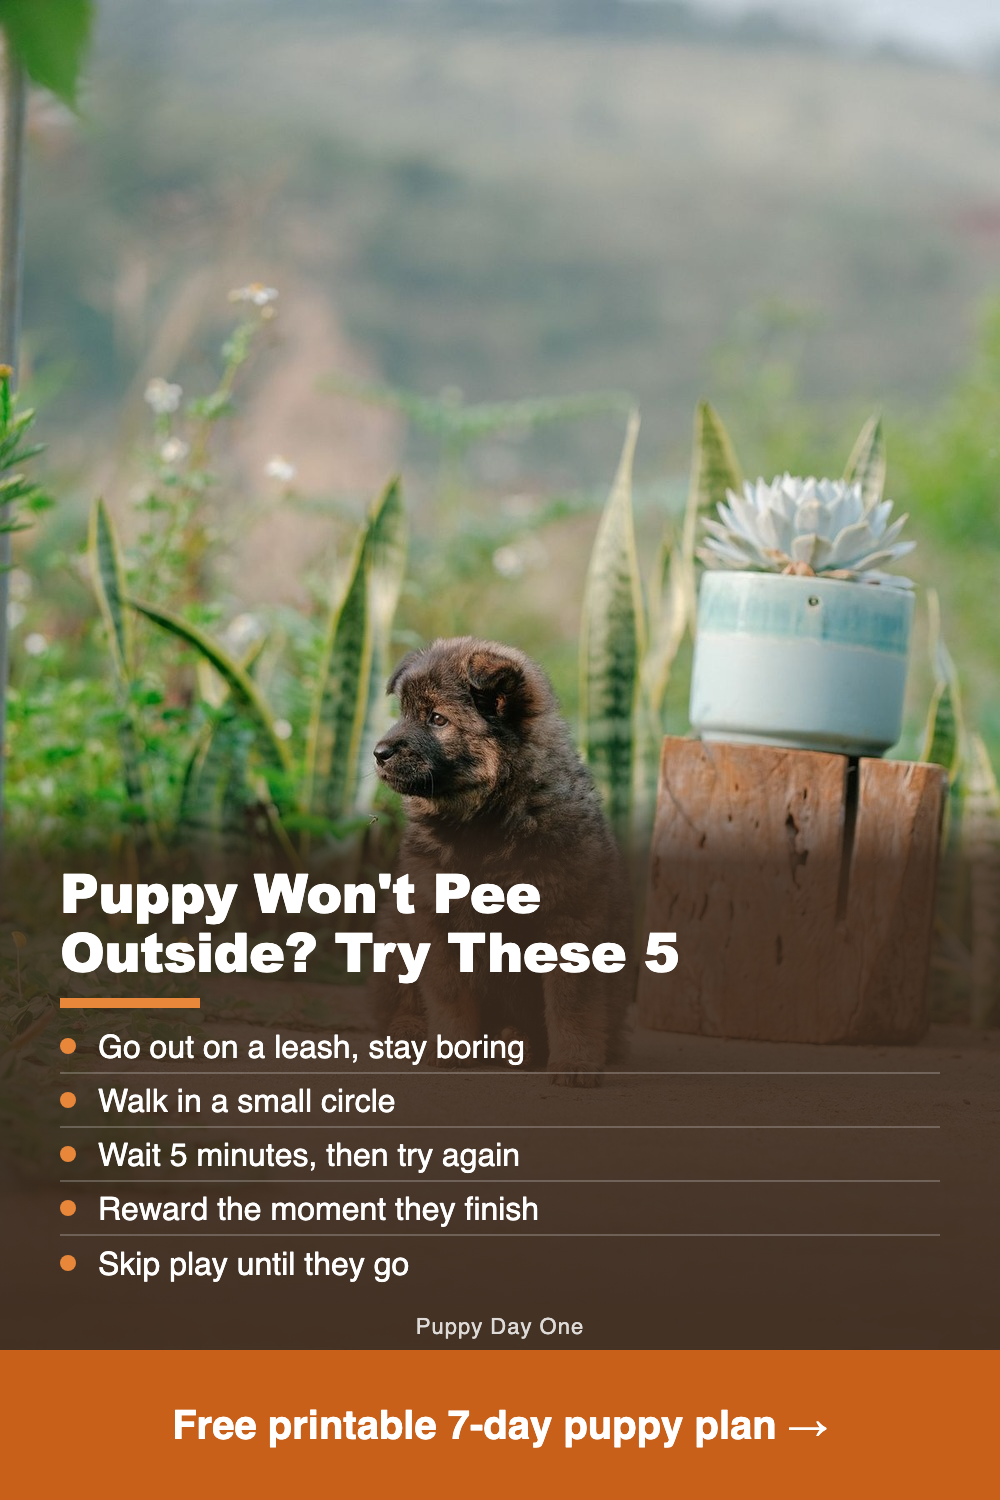 Puppy Won't Pee
Outside? Try These 5
Go out on a leash, stay boring
Walk in a small circle
Wait 5 minutes, then try again
Reward the moment they finish
Skip play until they go
Puppy Day One
Free printable 7-day puppy plan →